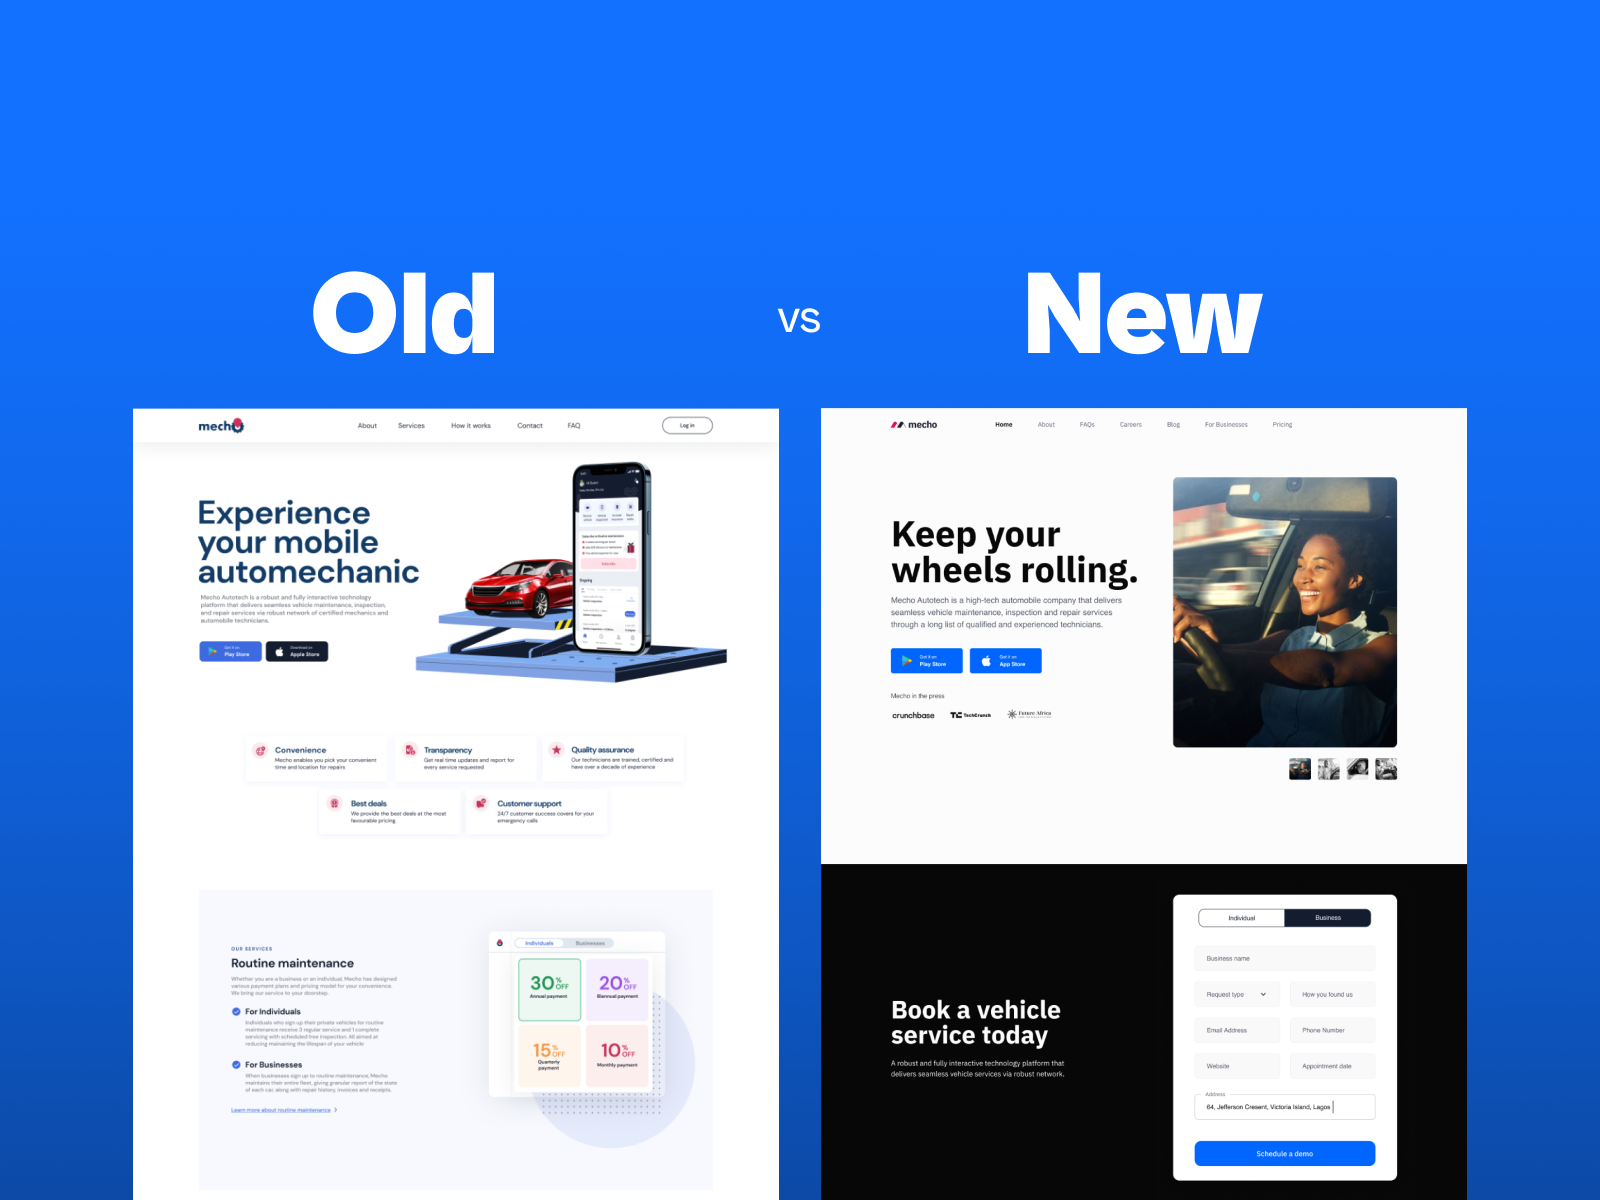 Old
vs
New
mecho
About
Services
How it works
Contact
FAQ
Log in
Experience
your mobile
automechanic
Mecho Autotech is a robust and fully interactive technology
platform that delivers seamless vehicle maintenance, inspection,
and repair services via robust network of certified mechanics and
automobile technicians.
Get it on
Play Store
Download on
Apple Store
Ongoing
Convenience
Mecho enables you pick your convenient
time and location for repairs
Transparency
Get real time updates and report for
every service requested
Quality assurance
Our technicians are trained, certified and
have over a decade of experience
Best deals
We provide the best deals at the most
favourable pricing.
Customer support
24/7 customer success covers for your
emergency calls
OUR SERVICES
Routine maintenance
Whether you are a business or an individual, Mecho has designed
various payment plans and pricing model for your convenience.
We bring our service to your doorstep.
For Individuals
Individuals who sign up their private vehicles for routine
maintenance receive 3 regular service and 1 complete
servicing with scheduled free inspection. All aimed at
reducing maintaining the lifespan of your vehicle
For Businesses
When businesses sign up to routine maintenance, Mecho
maintains their entire fleet, giving granular report of the state
of each car, along with repair history, invoices and receipts.
Learn more about routine maintenance
Individuals
Businesses
30% OFF
Annual payment
20% OFF
Biannual payment
15% OFF
Quarterly
payment
10% OFF
Monthly payment
mecho
Home
About
FAQs
Careers
Blog
For Businesses
Pricing
Keep your
wheels rolling.
Mecho Autotech is a high-tech automobile company that delivers
seamless vehicle maintenance, inspection and repair services
through a long list of qualified and experienced technicians.
Get it on
Play Store
Get it on
App Store
Mecho in the press
crunchbase
TechCrunch
Future Africa
Book a vehicle
service today
A robust and fully interactive technology platform that
delivers seamless vehicle services via robust network.
Individual
Business
Business name
Request type
How you found us
Email Address
Phone Number
Website
Appointment date
Address
64, Jefferson Cresent, Victoria Island, Lagos
Schedule a demo